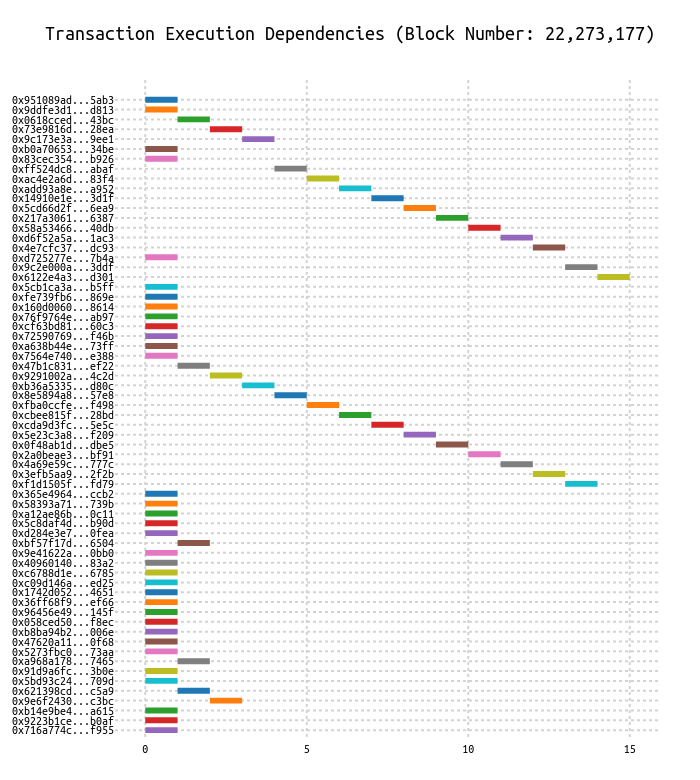 Transaction Execution Dependencies (Block Number: 22,273,177)
0x951089ad...5ab3
0x9ddfe3d1...d813
0x0618cced...43bc
0x73e9816d...28ea
0x9c173e3a...9ee1
0xb0a70653...34be
0x83cec354...b926
0xff524dc8...abaf
0xac4e2a6d...83f4
0xadd93a8e...a952
0x14910e1e...3d1f
0x5cd66d2f...6ea9
0x217a3061...6387
0x58a53466...40db
0xd6f52a5a...1ac3
0x4e7cfc37...dc93
0xd725277e...7b4a
0x9c2e000a...3ddf
0x6122e4a3...d301
0x5cb1ca3a...b5ff
0xfe739fb6...869e
0x160d0060...8614
0x76f9764e...ab97
0xcf63bd81...60c3
0x72590769...f46b
0xa638b44e...73ff
0x7564e740...e388
0x47b1c831...ef22
0x9291002a...4c2d
0xb36a5335...d80c
0x8e5894a8...57e8
0xfba0ccfe...f498
0xcbee815f...28bd
0xcda9d3fc...5e5c
0x5e23c3a8...f209
0x0f48ab1d...dbe5
0x2a0beae3...bf91
0x4a69e59c...777c
0x3efb5aa9...2f2b
0xf1d1505f...fd79
0x365e4964...ccb2
0x58393a71...739b
0xa12ae86b...0c11
0x5c8daf4d...b90d
0xd284e3e7...0fea
0xbf57f17d...6504
0x9e41622a...0bb0
0x40960140...83a2
0xc6788d1e...6785
0xc09d146a...ed25
0x1742d052...4651
0x36ff68f9...ef66
0x96456e49...145f
0x058ced50...f8ec
0xb8ba94b2...006e
0x47620a11...0f68
0x5273fbc0...73aa
0xa968a178...7465
0x91d9a6fc...3b0e
0x5bd93c24...709d
0x621398cd...c5a9
0x9e6f2430...c3bc
0xb14e9be4...a615
0x9223b1ce...b0af
0x716a774c...f955
0 5 10 15